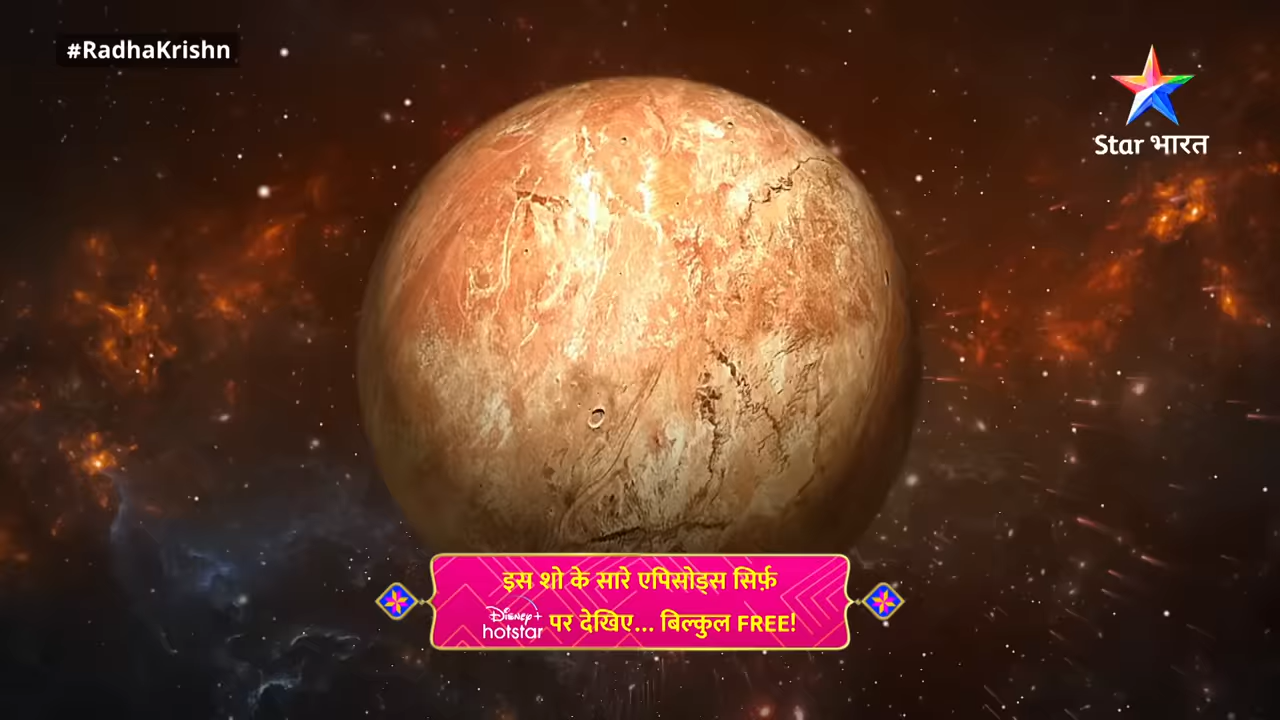 #RadhaKrishn
Star भारत
इस शो के सारे एपिसोड्स सिर्फ़
Disney+ hotstar पर देखिए... बिल्कुल FREE!